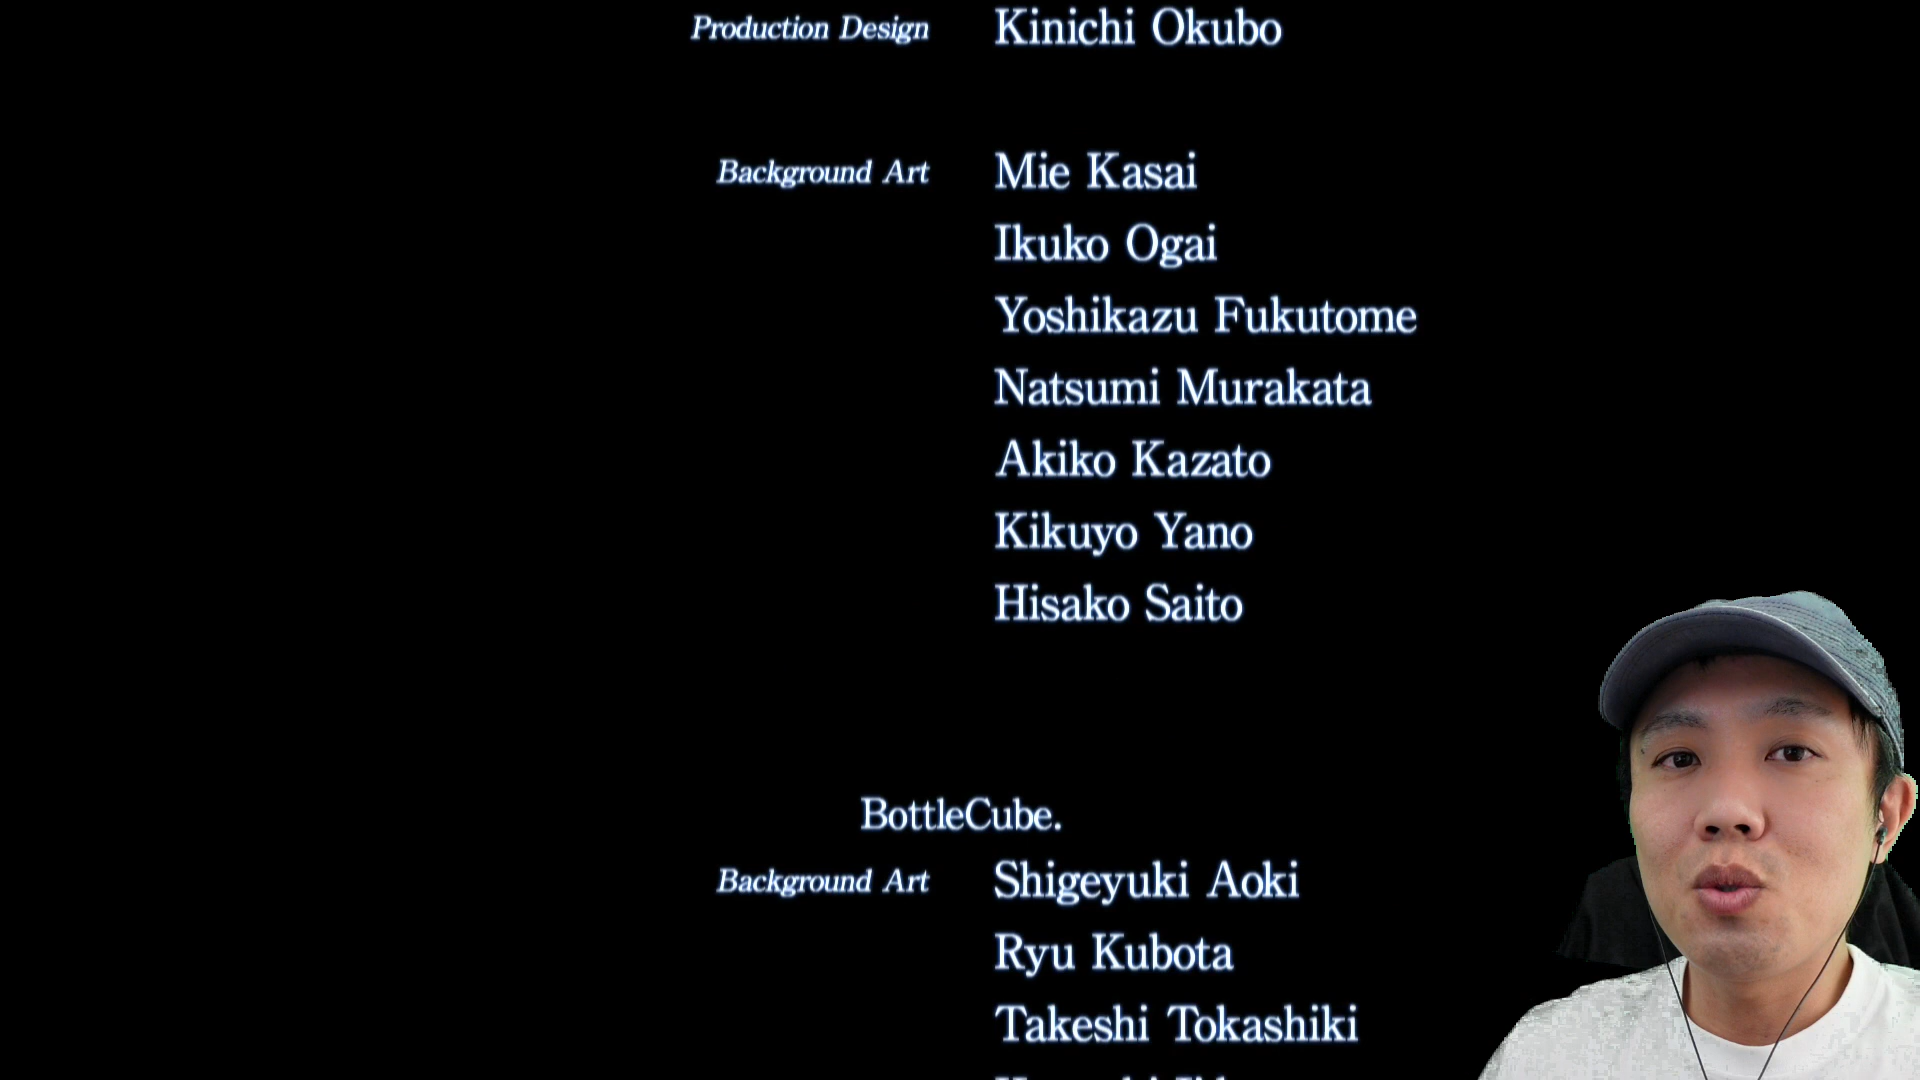 Production Design Kinichi Okubo
Background Art Mie Kasai
Ikuko Ogai
Yoshikazu Fukutome
Natsumi Murakata
Akiko Kazato
Kikuyo Yano
Hisako Saito
BottleCube.
Background Art Shigeyuki Aoki
Ryu Kubota
Takeshi Tokashiki